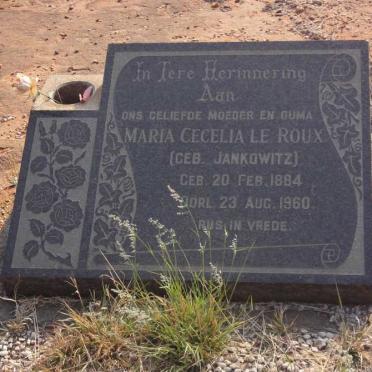 In Tere Herinnering
Aan
ONS GELIEFDE MOEDER EN OUMA
MARIA CECELIA LE ROUX
(GEB. JANKOWITZ)
GEB. 20 FEB. 1884
OORL. 23 AUG. 1960.
RUS IN VREDE.